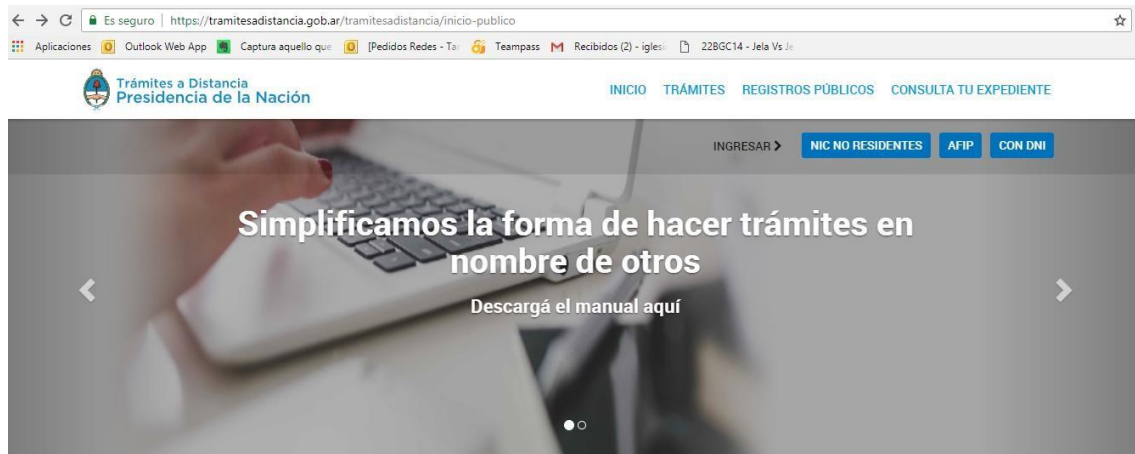 Es seguro | https://tramitesadistancia.gob.ar/tramitesadistancia/inicio-publico
Aplicaciones Outlook Web App Captura aquello que [Pedidos Redes - Tar Teampass Recibidos (2) - iglesi 22BGC14 - Jela Vs Je
Trámites a Distancia
Presidencia de la Nación
INICIO TRÁMITES REGISTROS PÚBLICOS CONSULTA TU EXPEDIENTE
INGRESAR NIC NO RESIDENTES AFIP CON DNI
Simplificamos la forma de hacer trámites en
nombre de otros
Descargá el manual aquí